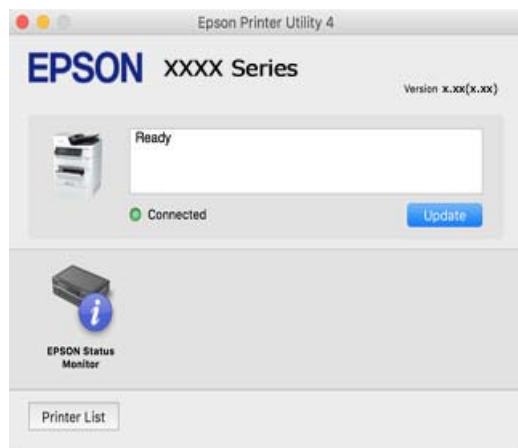 Epson Printer Utility 4
EPSON XXXX Series
Version x.xx(x.xx)
Ready
Connected
Update
i
EPSON Status
Monitor
Printer List